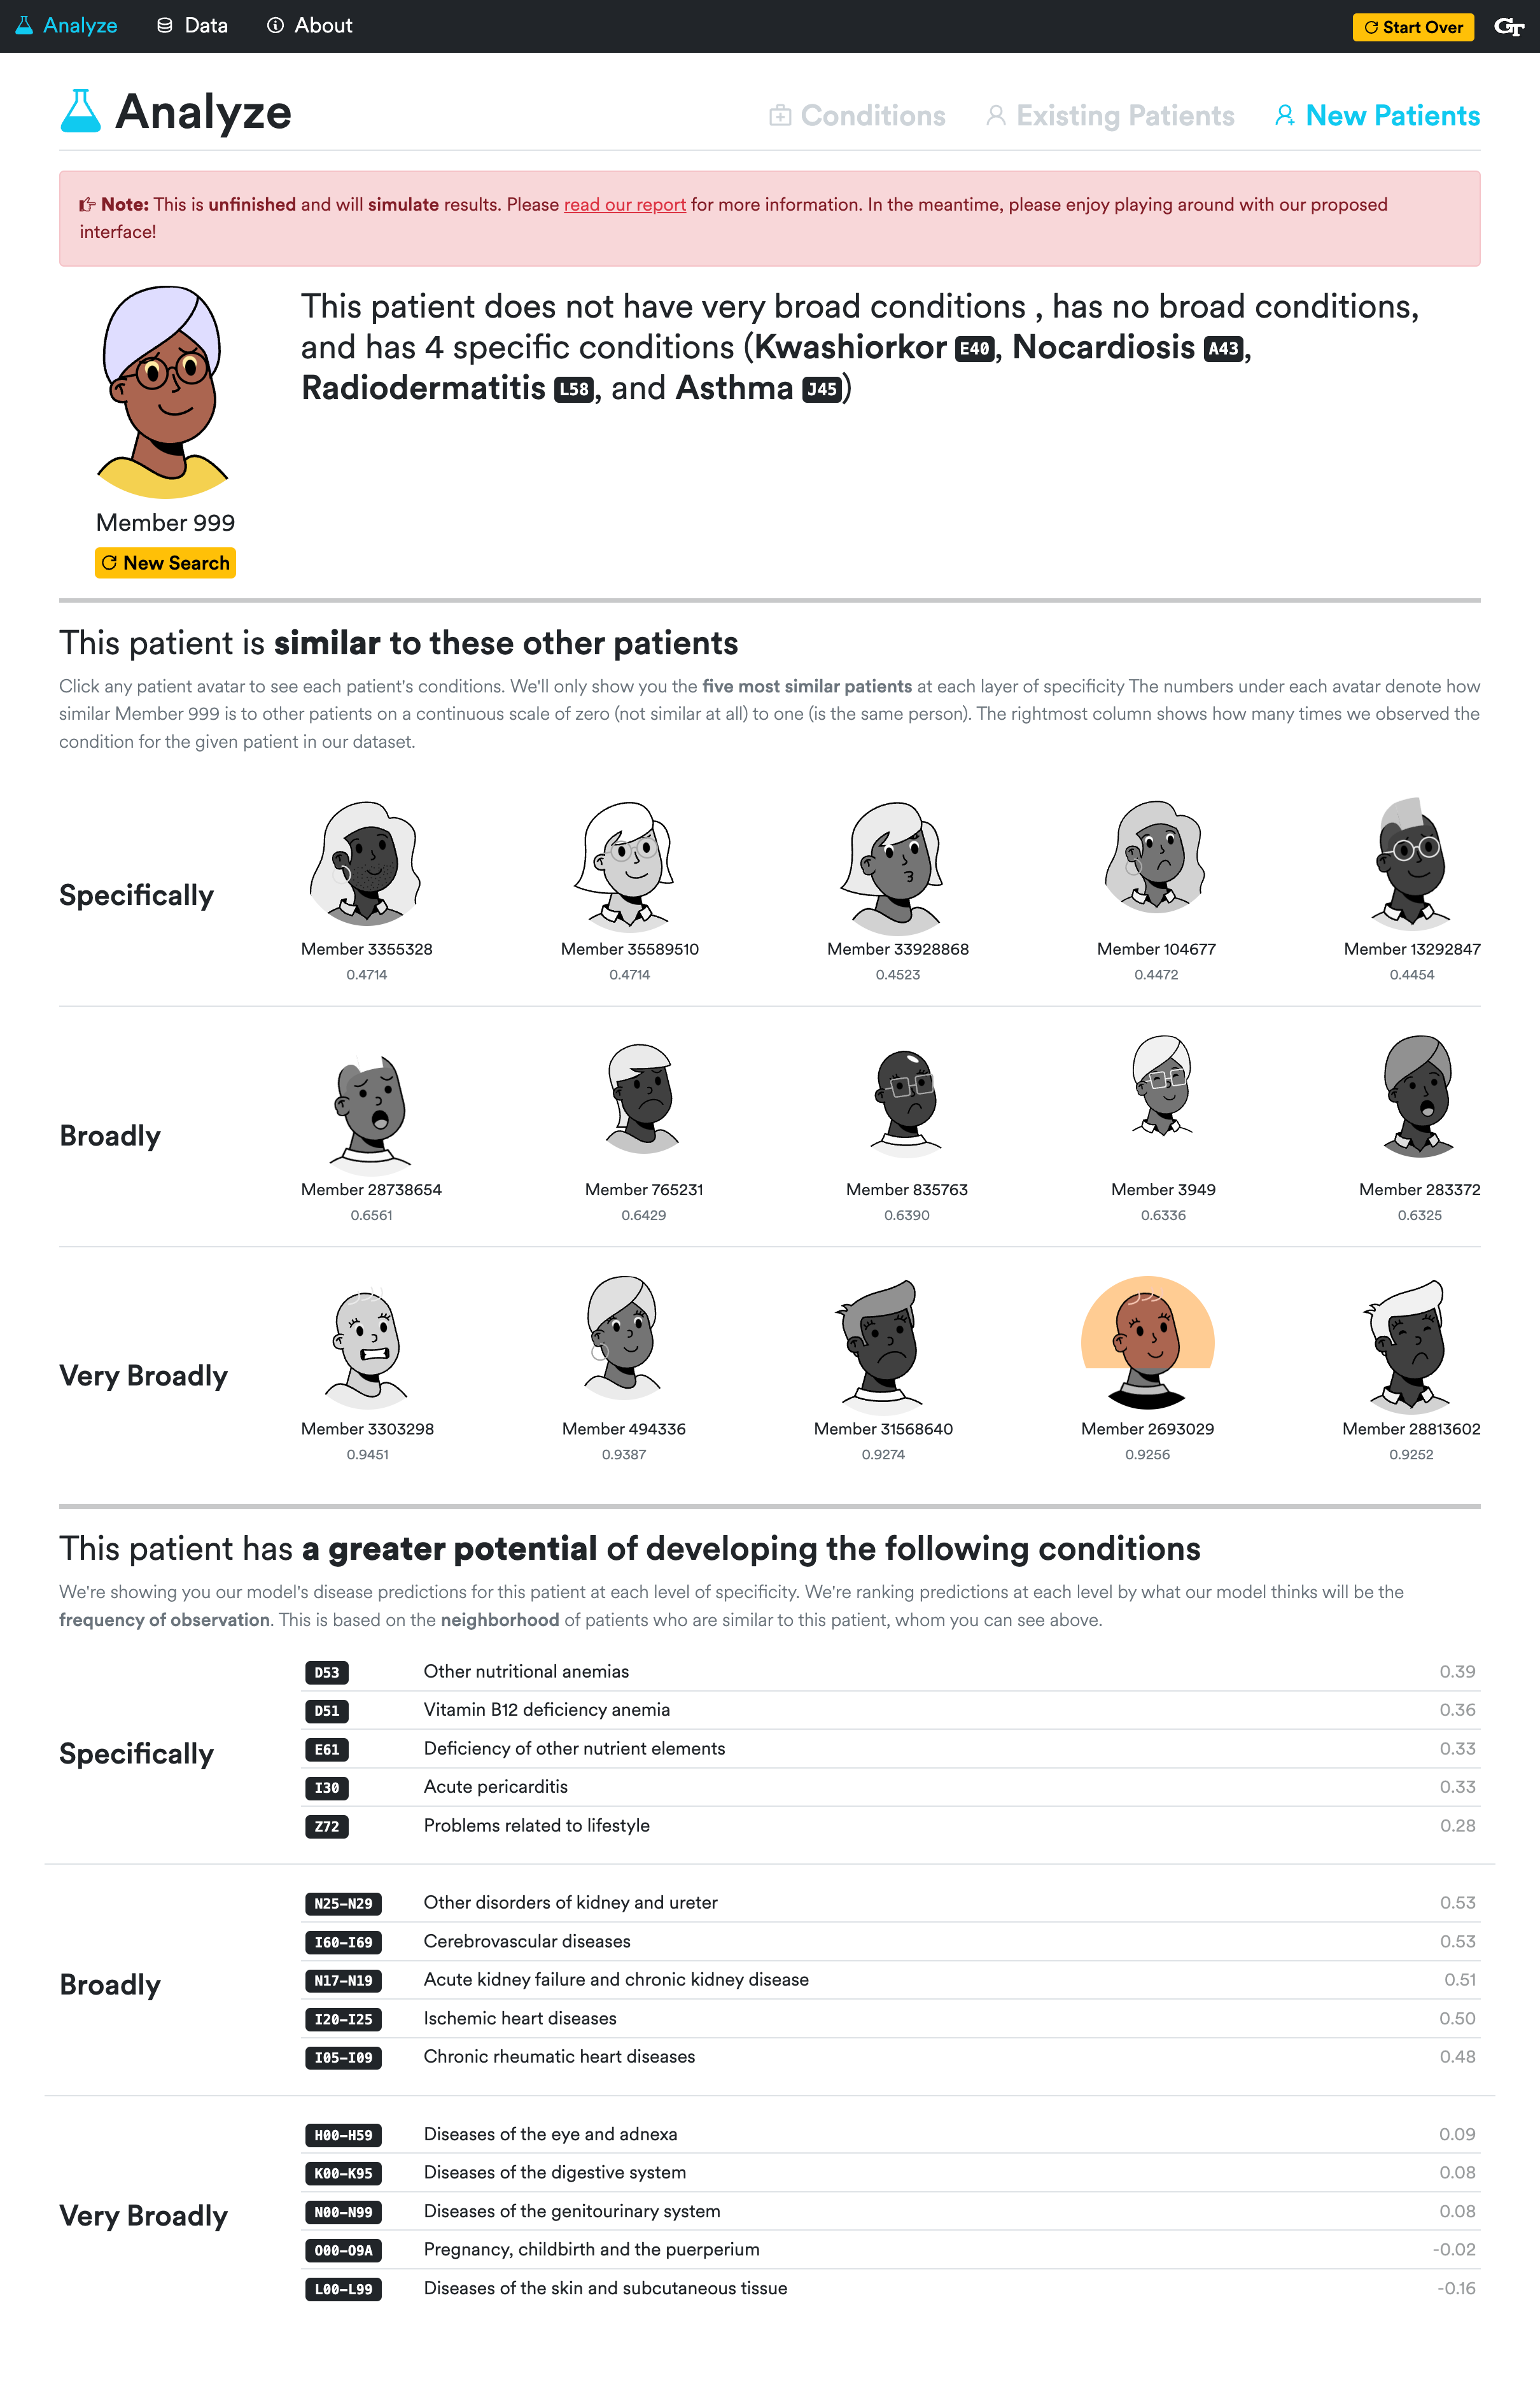 Analyze
Data
About
Start Over
GT
Analyze
Conditions
Existing Patients
New Patients
Note: This is unfinished and will simulate results. Please read our report for more information. In the meantime, please enjoy playing around with our proposed
interface!
This patient does not have very broad conditions , has no broad conditions,
and has 4 specific conditions (Kwashiorkor E40, Nocardiosis A43,
Radiodermatitis L58, and Asthma J45)
Member 999
New Search
This patient is similar to these other patients
Click any patient avatar to see each patient's conditions. We'll only show you the five most similar patients at each layer of specificity The numbers under each avatar denote how
similar Member 999 is to other patients on a continuous scale of zero (not similar at all) to one (is the same person). The rightmost column shows how many times we observed the
condition for the given patient in our dataset.
Specifically
Member 3355328
0.4714
Member 35589510
0.4714
Member 33928868
0.4523
Member 104677
0.4472
Member 13292847
0.4454
Broadly
Member 28738654
0.6561
Member 765231
0.6429
Member 835763
0.6390
Member 3949
0.6336
Member 283372
0.6325
Very Broadly
Member 3303298
0.9451
Member 494336
0.9387
Member 31568640
0.9274
Member 2693029
0.9256
Member 28813602
0.9252
This patient has a greater potential of developing the following conditions
We're showing you our model's disease predictions for this patient at each level of specificity. We're ranking predictions at each level by what our model thinks will be the
frequency of observation. This is based on the neighborhood of patients who are similar to this patient, whom you can see above.
Specifically
D53 Other nutritional anemias 0.39
D51 Vitamin B12 deficiency anemia 0.36
E61 Deficiency of other nutrient elements 0.33
I30 Acute pericarditis 0.33
Z72 Problems related to lifestyle 0.28
Broadly
N25–N29 Other disorders of kidney and ureter 0.53
I60–I69 Cerebrovascular diseases 0.53
N17–N19 Acute kidney failure and chronic kidney disease 0.51
I20–I25 Ischemic heart diseases 0.50
I05–I09 Chronic rheumatic heart diseases 0.48
Very Broadly
H00–H59 Diseases of the eye and adnexa 0.09
K00–K95 Diseases of the digestive system 0.08
N00–N99 Diseases of the genitourinary system 0.08
O00–O9A Pregnancy, childbirth and the puerperium -0.02
L00–L99 Diseases of the skin and subcutaneous tissue -0.16